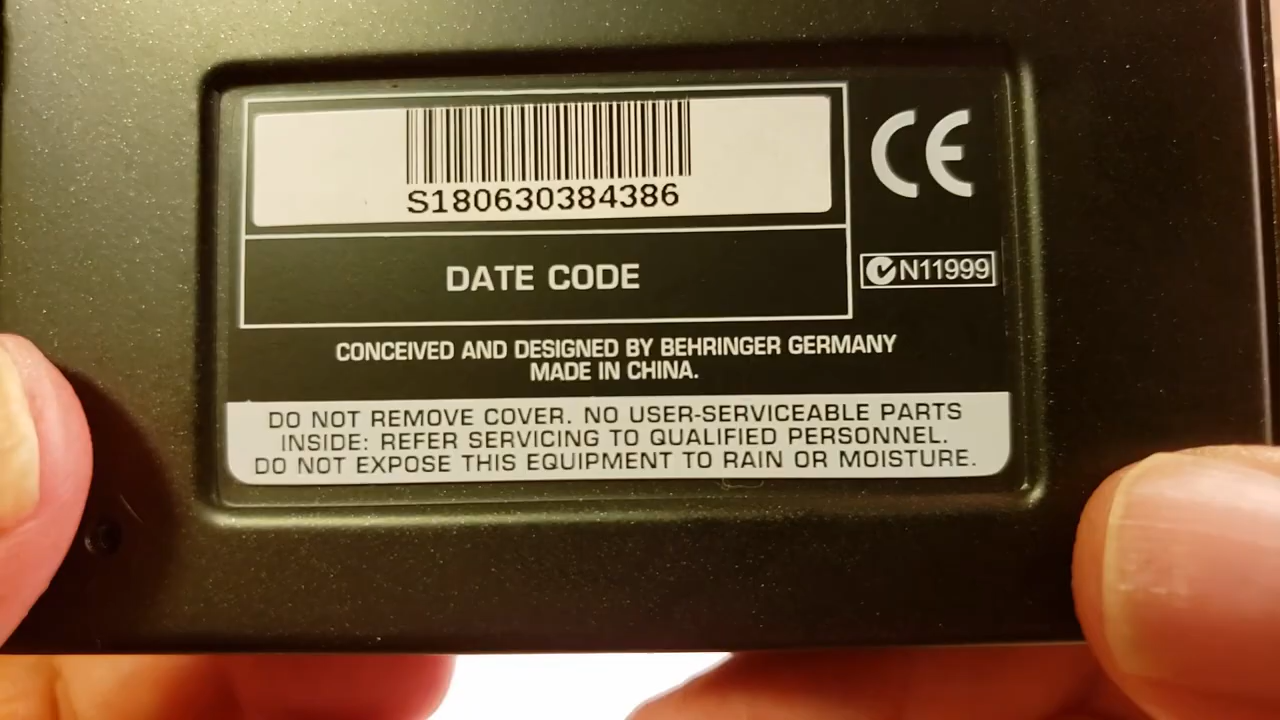 S180630384386
CE
DATE CODE
N11999
CONCEIVED AND DESIGNED BY BEHRINGER GERMANY
MADE IN CHINA.
DO NOT REMOVE COVER. NO USER-SERVICEABLE PARTS
INSIDE: REFER SERVICING TO QUALIFIED PERSONNEL.
DO NOT EXPOSE THIS EQUIPMENT TO RAIN OR MOISTURE.